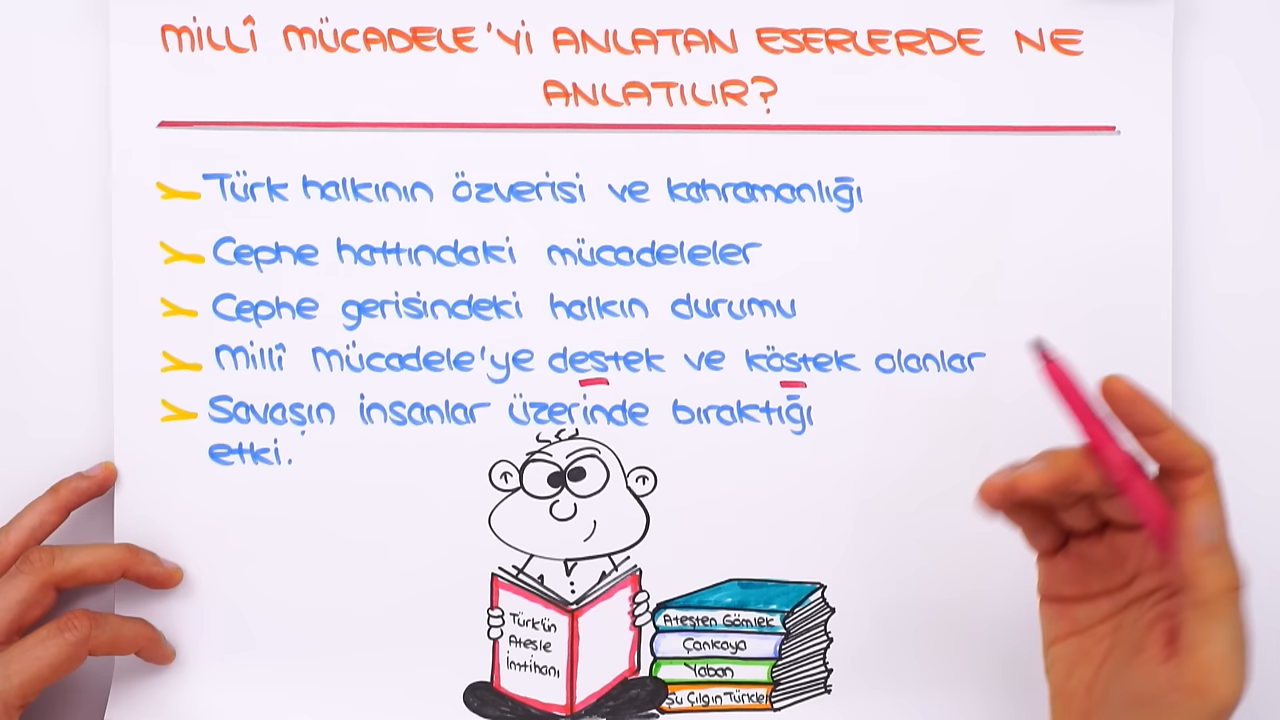 MİLLÎ MÜCADELE'Yİ ANLATAN ESERLERDE NE
ANLATILIR?
Türk halkının özverisi ve kahramanlığı
Cephe hattındaki mücadeleler
Cephe gerisindeki halkın durumu
Millî Mücadele'ye destek ve köstek olanlar
Savaşın insanlar üzerinde bıraktığı
etki.
Türk'ün
Ateşle
İmtihanı
Ateşten Gömlek
Çankaya
Yaban
Şu Çılgın Türkler